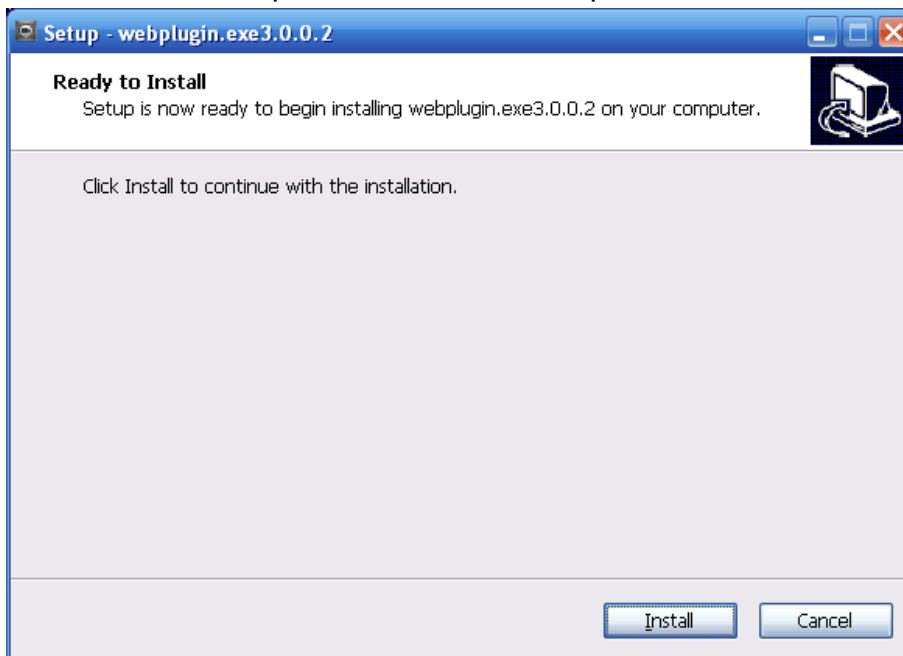 Setup - webplugin.exe3.0.0.2
Ready to Install
Setup is now ready to begin installing webplugin.exe3.0.0.2 on your computer.
Click Install to continue with the installation.
Install
Cancel